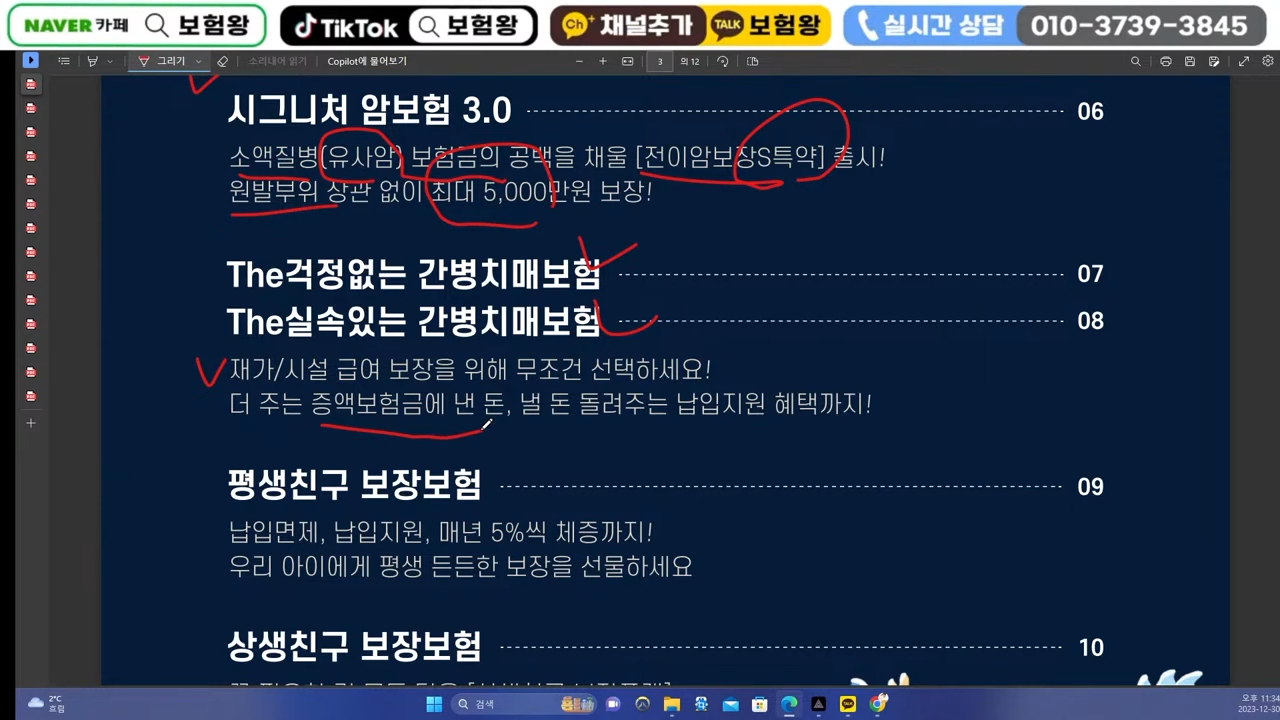 NAVER 카페 보험왕 TikTok 보험왕 Ch+ 채널추가 TALK 보험왕 실시간 상담 010-3739-3845
그리기 소리내어 읽기 Copilot에 물어보기 3 의 12
시그니처 암보험 3.0 06
소액질병(유사암) 보험금의 공백을 채울 [전이암보장S특약] 출시!
원발부위 상관 없이 최대 5,000만원 보장!
The걱정없는 간병치매보험 07
The실속있는 간병치매보험 08
재가/시설 급여 보장을 위해 무조건 선택하세요!
더 주는 증액보험금에 낸 돈, 낼 돈 돌려주는 납입지원 혜택까지!
평생친구 보장보험 09
납입면제, 납입지원, 매년 5%씩 체증까지!
우리 아이에게 평생 든든한 보장을 선물하세요
상생친구 보장보험 10
2°C
흐림
검색
오후 11:34
2023-12-30